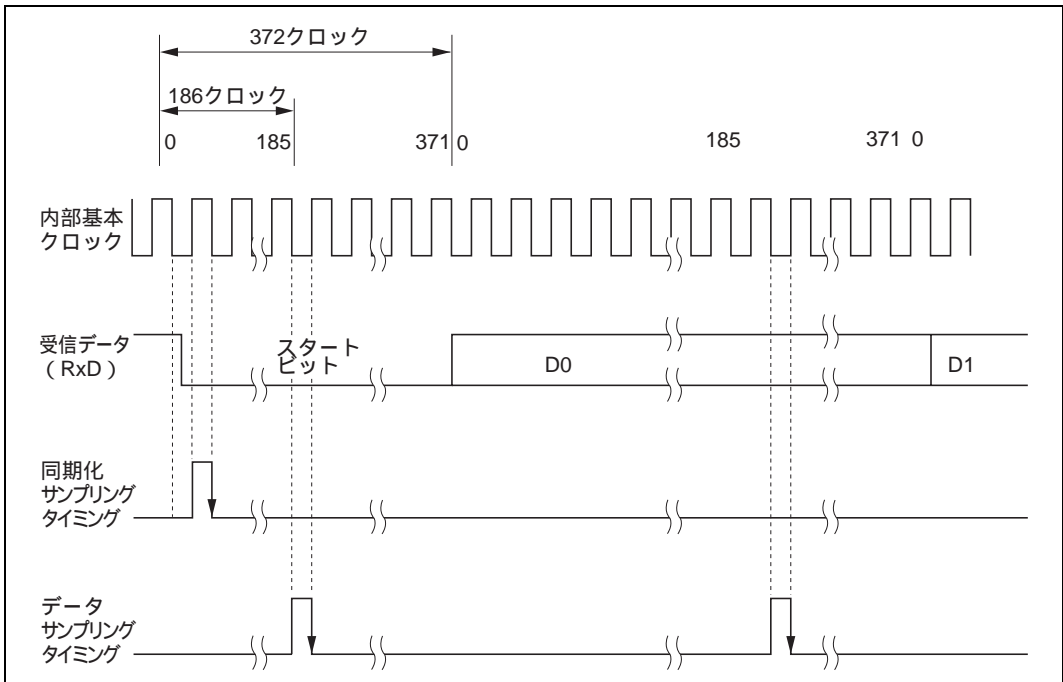 372クロック
186クロック
0 185 371 0 185 371 0
内部基本
クロック
受信データ
（RxD）
スタート
ビット
D0
D1
同期化
サンプリング
タイミング
データ
サンプリング
タイミング